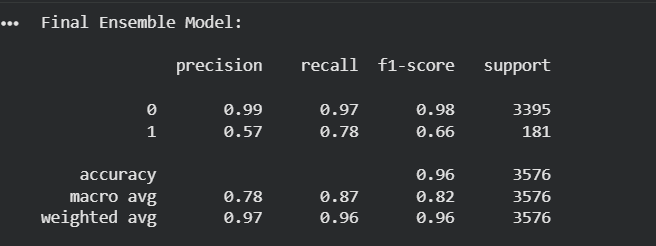 ••• Final Ensemble Model:
precision recall f1-score support
0 0.99 0.97 0.98 3395
1 0.57 0.78 0.66 181
accuracy 0.96 3576
macro avg 0.78 0.87 0.82 3576
weighted avg 0.97 0.96 0.96 3576